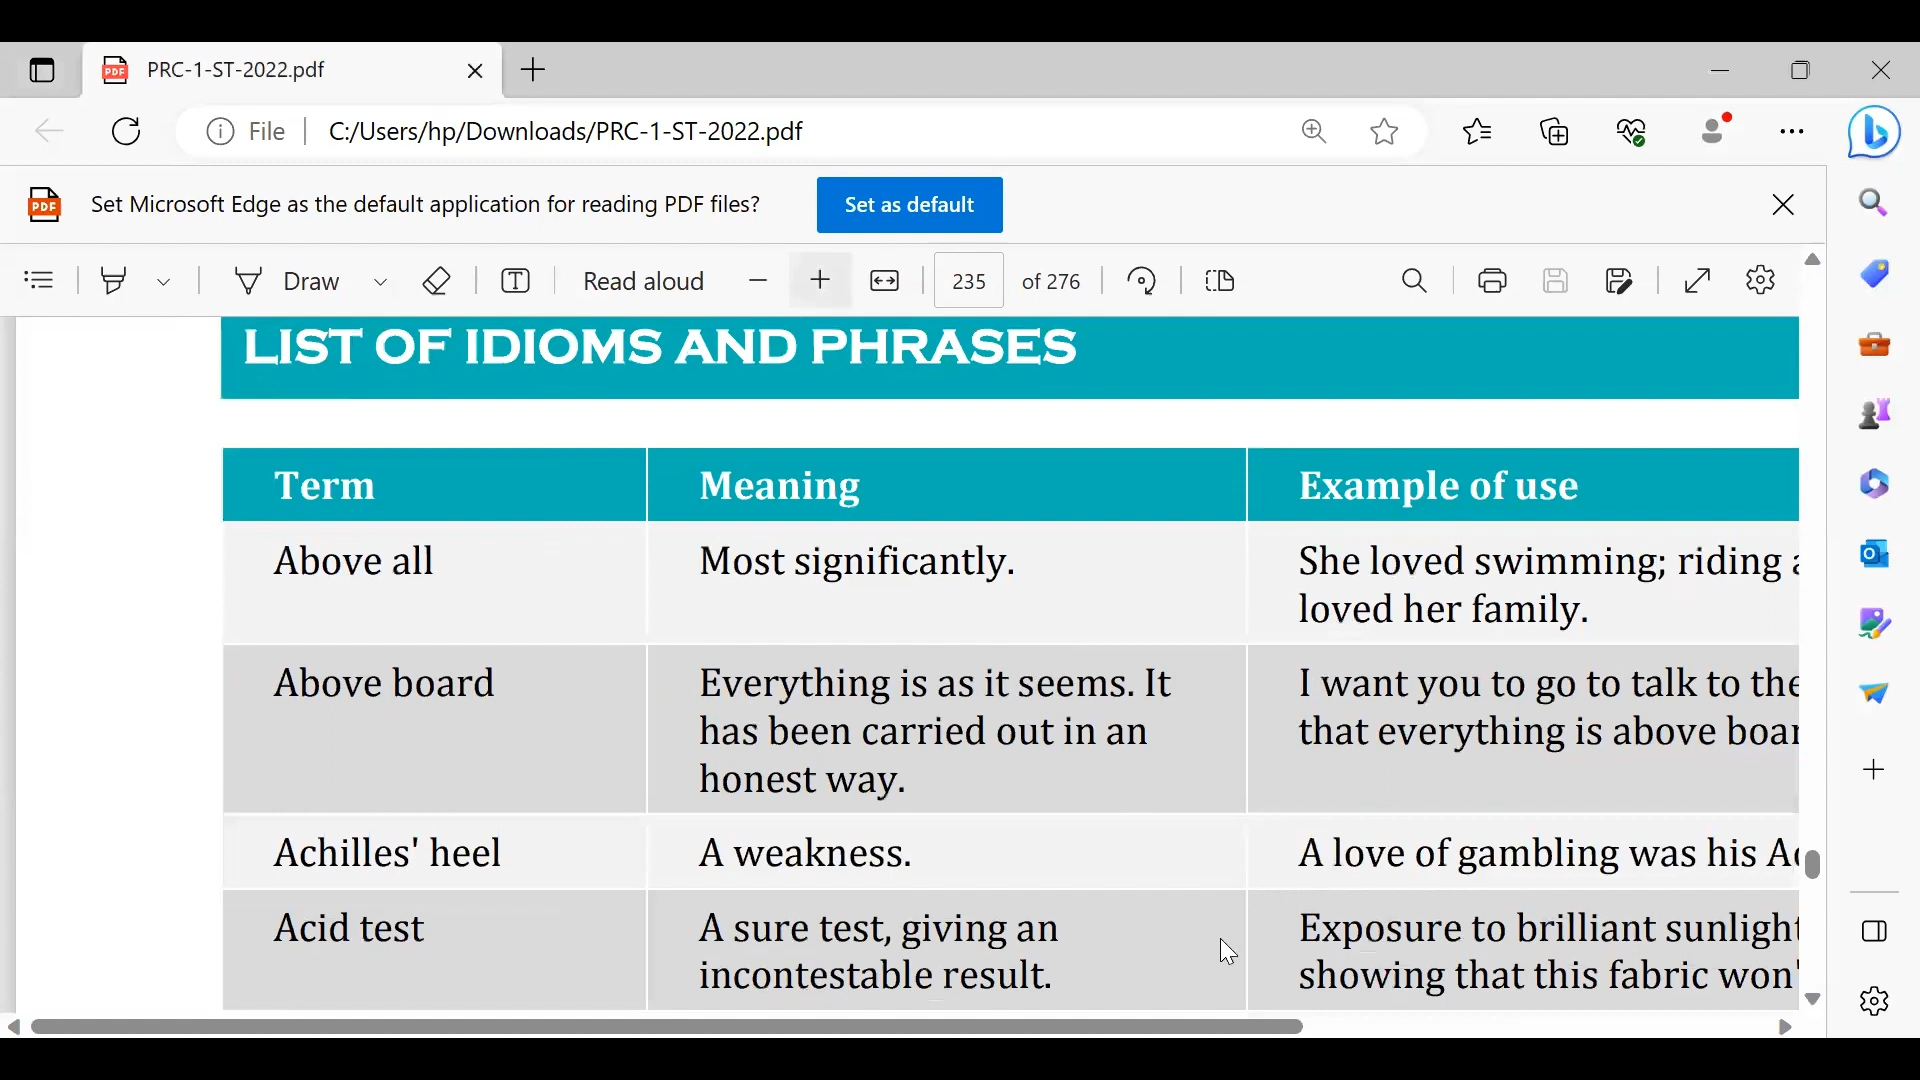 PRC-1-ST-2022.pdf
File
C:/Users/hp/Downloads/PRC-1-ST-2022.pdf
Set Microsoft Edge as the default application for reading PDF files?
Set as default
Draw
Read aloud
235 of 276
LIST OF IDIOMS AND PHRASES
Term
Meaning
Example of use
Above all
Most significantly.
She loved swimming; riding
loved her family.
Above board
Everything is as it seems. It
has been carried out in an
honest way.
I want you to go to talk to the
that everything is above boar
Achilles' heel
A weakness.
A love of gambling was his
Acid test
A sure test, giving an
incontestable result.
Exposure to brilliant sunlight
showing that this fabric won'